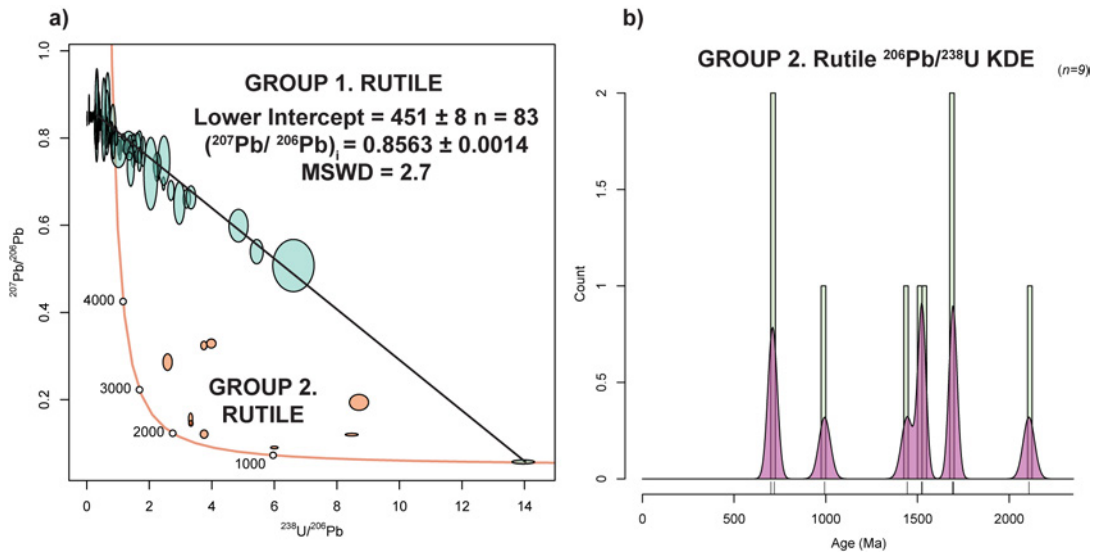 a)
GROUP 1. RUTILE
Lower Intercept = 451 ± 8 n = 83
(²⁰⁷Pb/ ²⁰⁶Pb)ᵢ = 0.8563 ± 0.0014
MSWD = 2.7
GROUP 2.
RUTILE
4000
3000
2000
1000
1.0
0.8
0.6
0.4
0.2
²⁰⁷Pb/²⁰⁶Pb
0 2 4 6 8 10 12 14
²³⁸U/²⁰⁶Pb
b)
GROUP 2. Rutile ²⁰⁶Pb/²³⁸U KDE
(n=9)
2
1.5
1
0.5
0
Count
0 500 1000 1500 2000
Age (Ma)